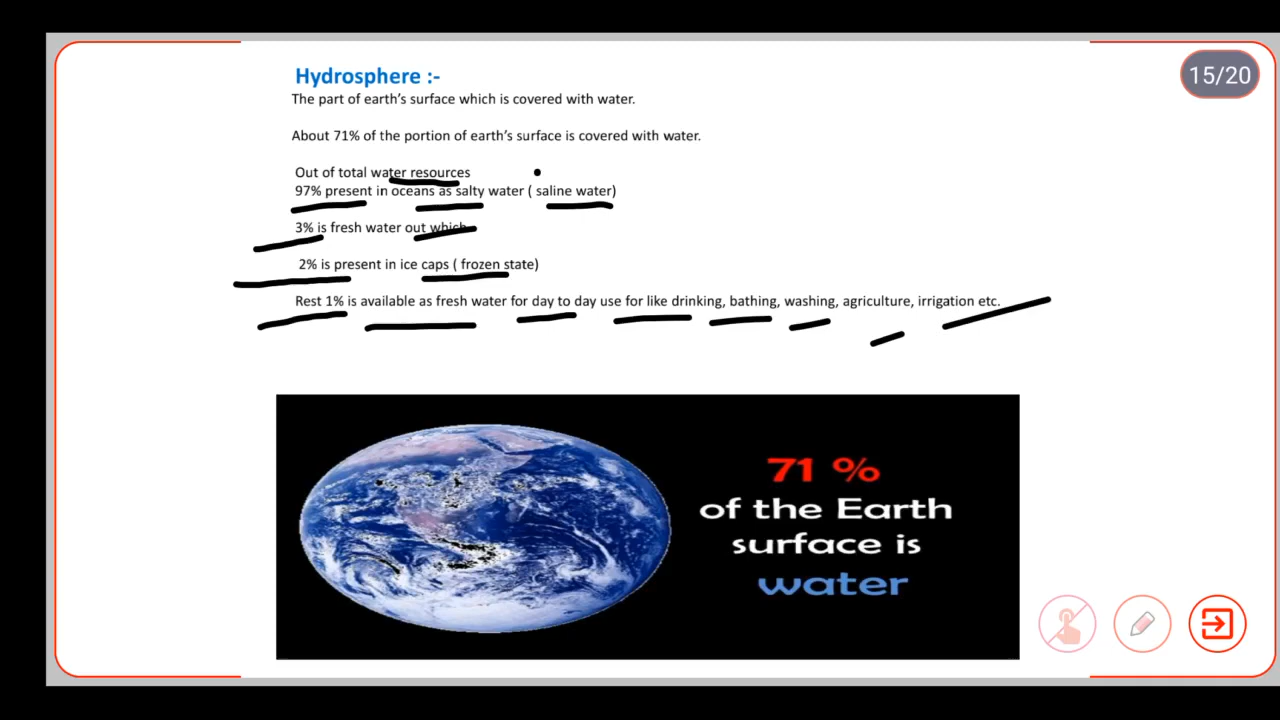 Hydrosphere :-
15/20
The part of earth's surface which is covered with water.
About 71% of the portion of earth's surface is covered with water.
Out of total water resources
97% present in oceans as salty water ( saline water)
3% is fresh water out which
2% is present in ice caps ( frozen state)
Rest 1% is available as fresh water for day to day use for like drinking, bathing, washing, agriculture, irrigation etc.
71 %
of the Earth
surface is
water